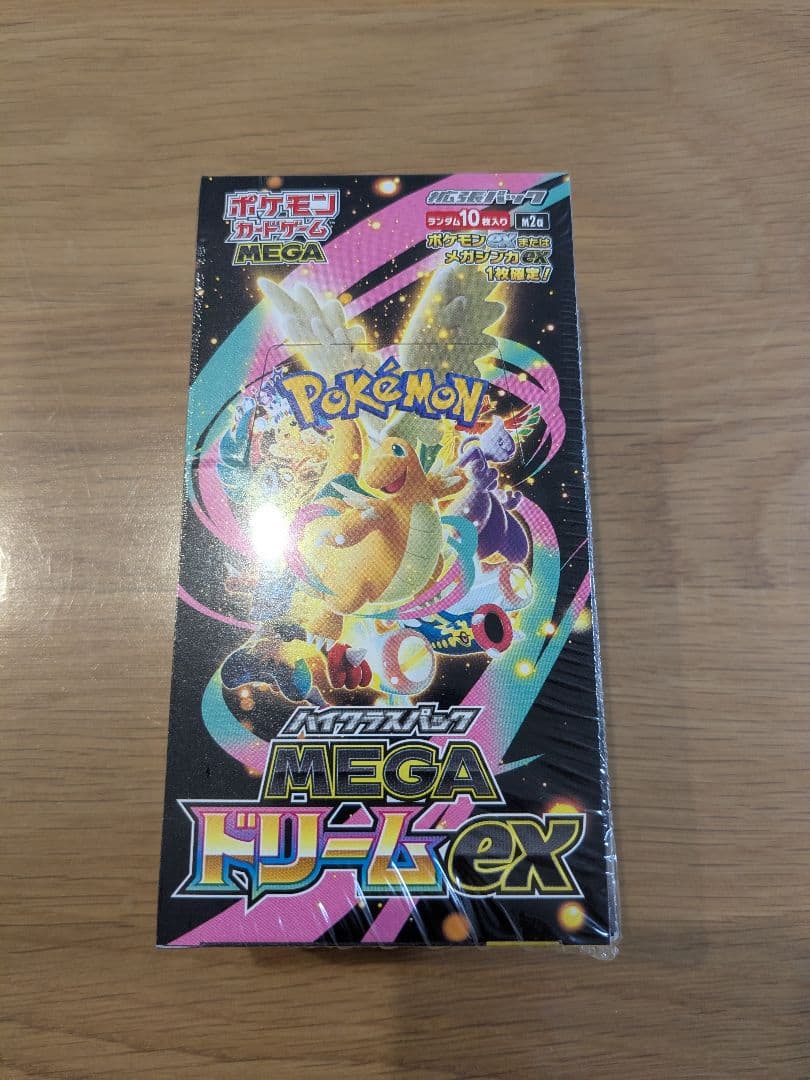 ポケモン
カードゲーム
MEGA
拡張パック
ランダム10枚入り
M2a
ポケモンexまたは
メガシンカex
1枚確定!
POKéMON
ハイクラスパック
MEGA
ドリームex